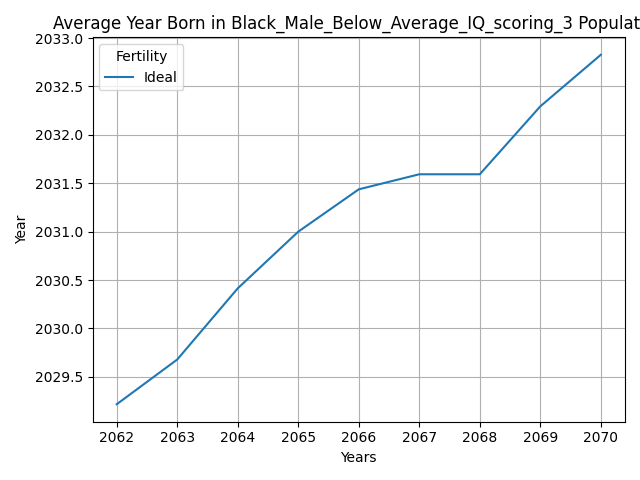 Average Year Born in Black_Male_Below_Average_IQ_scoring_3 Populat
Fertility
Ideal
Year
2033.0
2032.5
2032.0
2031.5
2031.0
2030.5
2030.0
2029.5
2062 2063 2064 2065 2066 2067 2068 2069 2070
Years